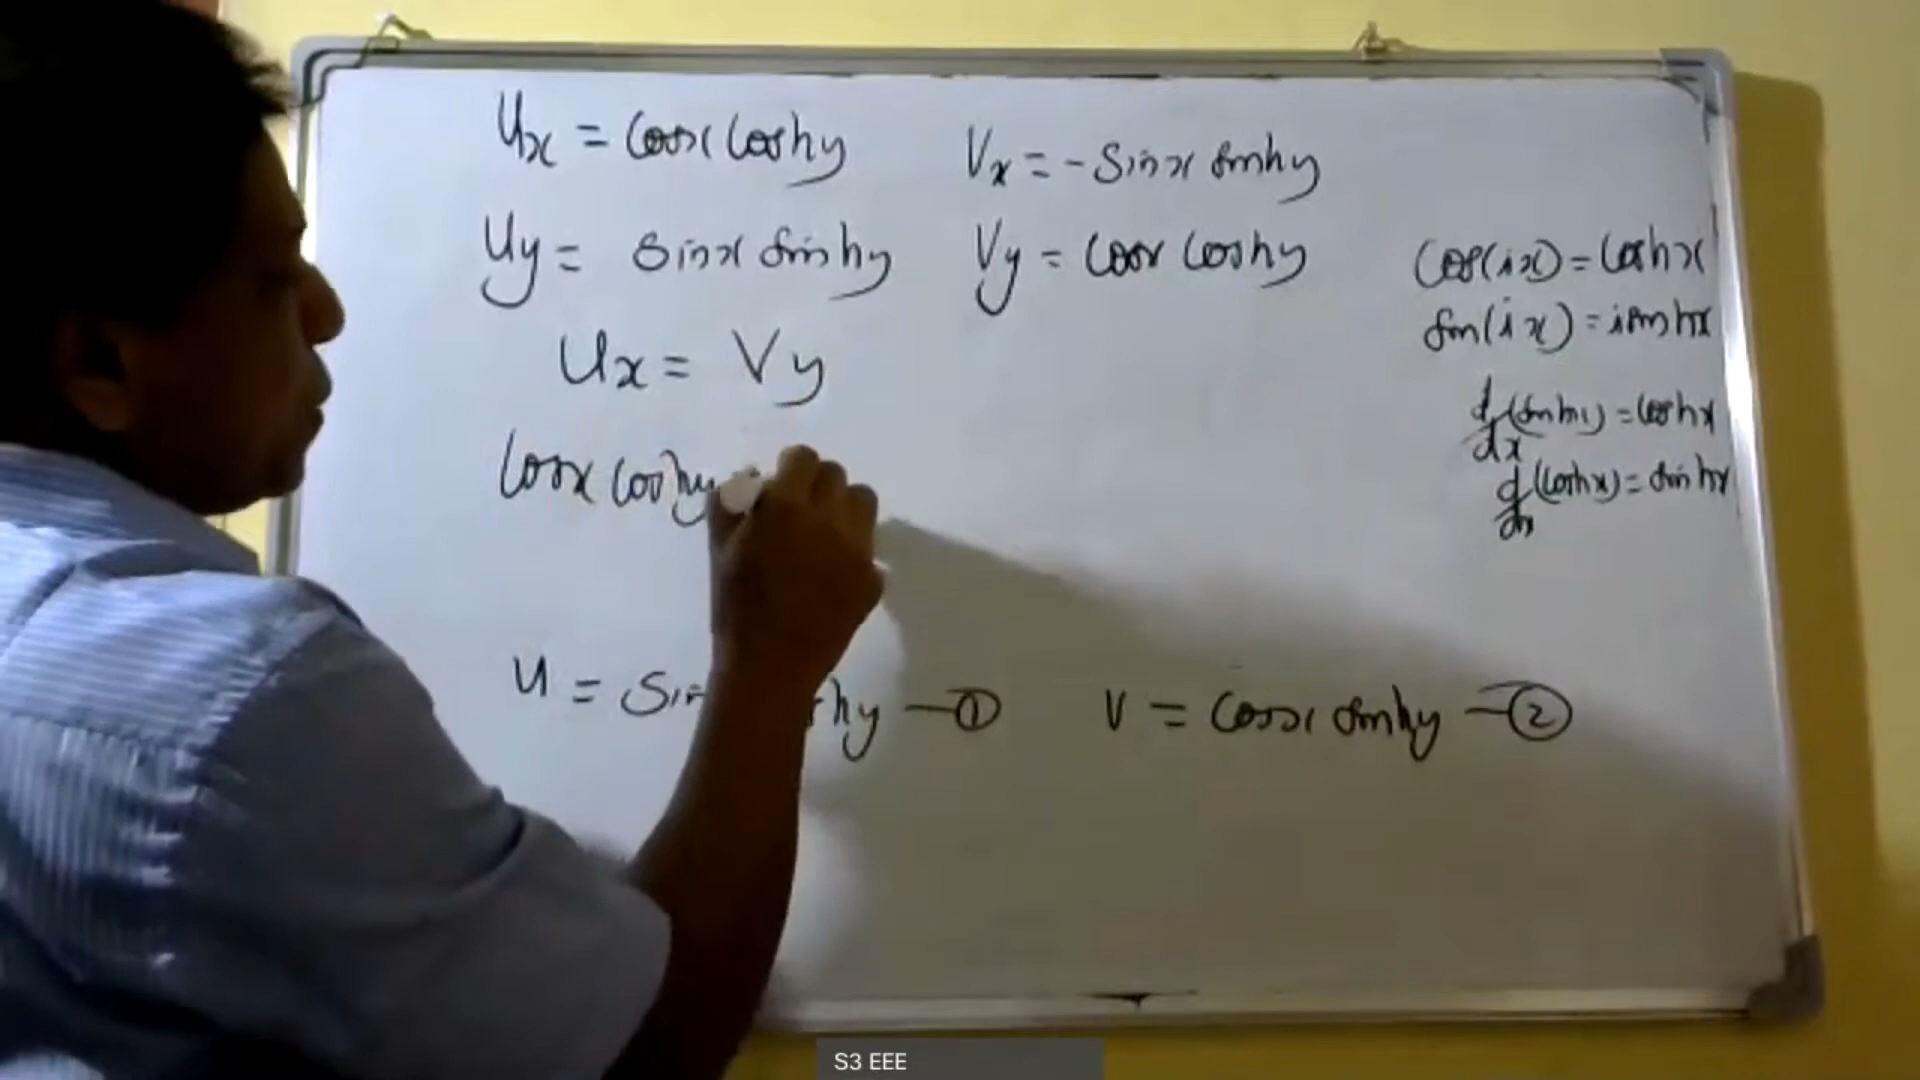 Ux = cosx coshy
Vx = - sinx sinhy
Uy = sinx sinhy
Vy = cosx coshy
Ux = Vy
cosx coshy
u = sin hy —①
v = cosx sinhy —②
cos(ix) = coshx
sin(ix) = isinhx
d/dx (sinhx) = coshx
d/dx (coshx) = sinhx
S3 EEE